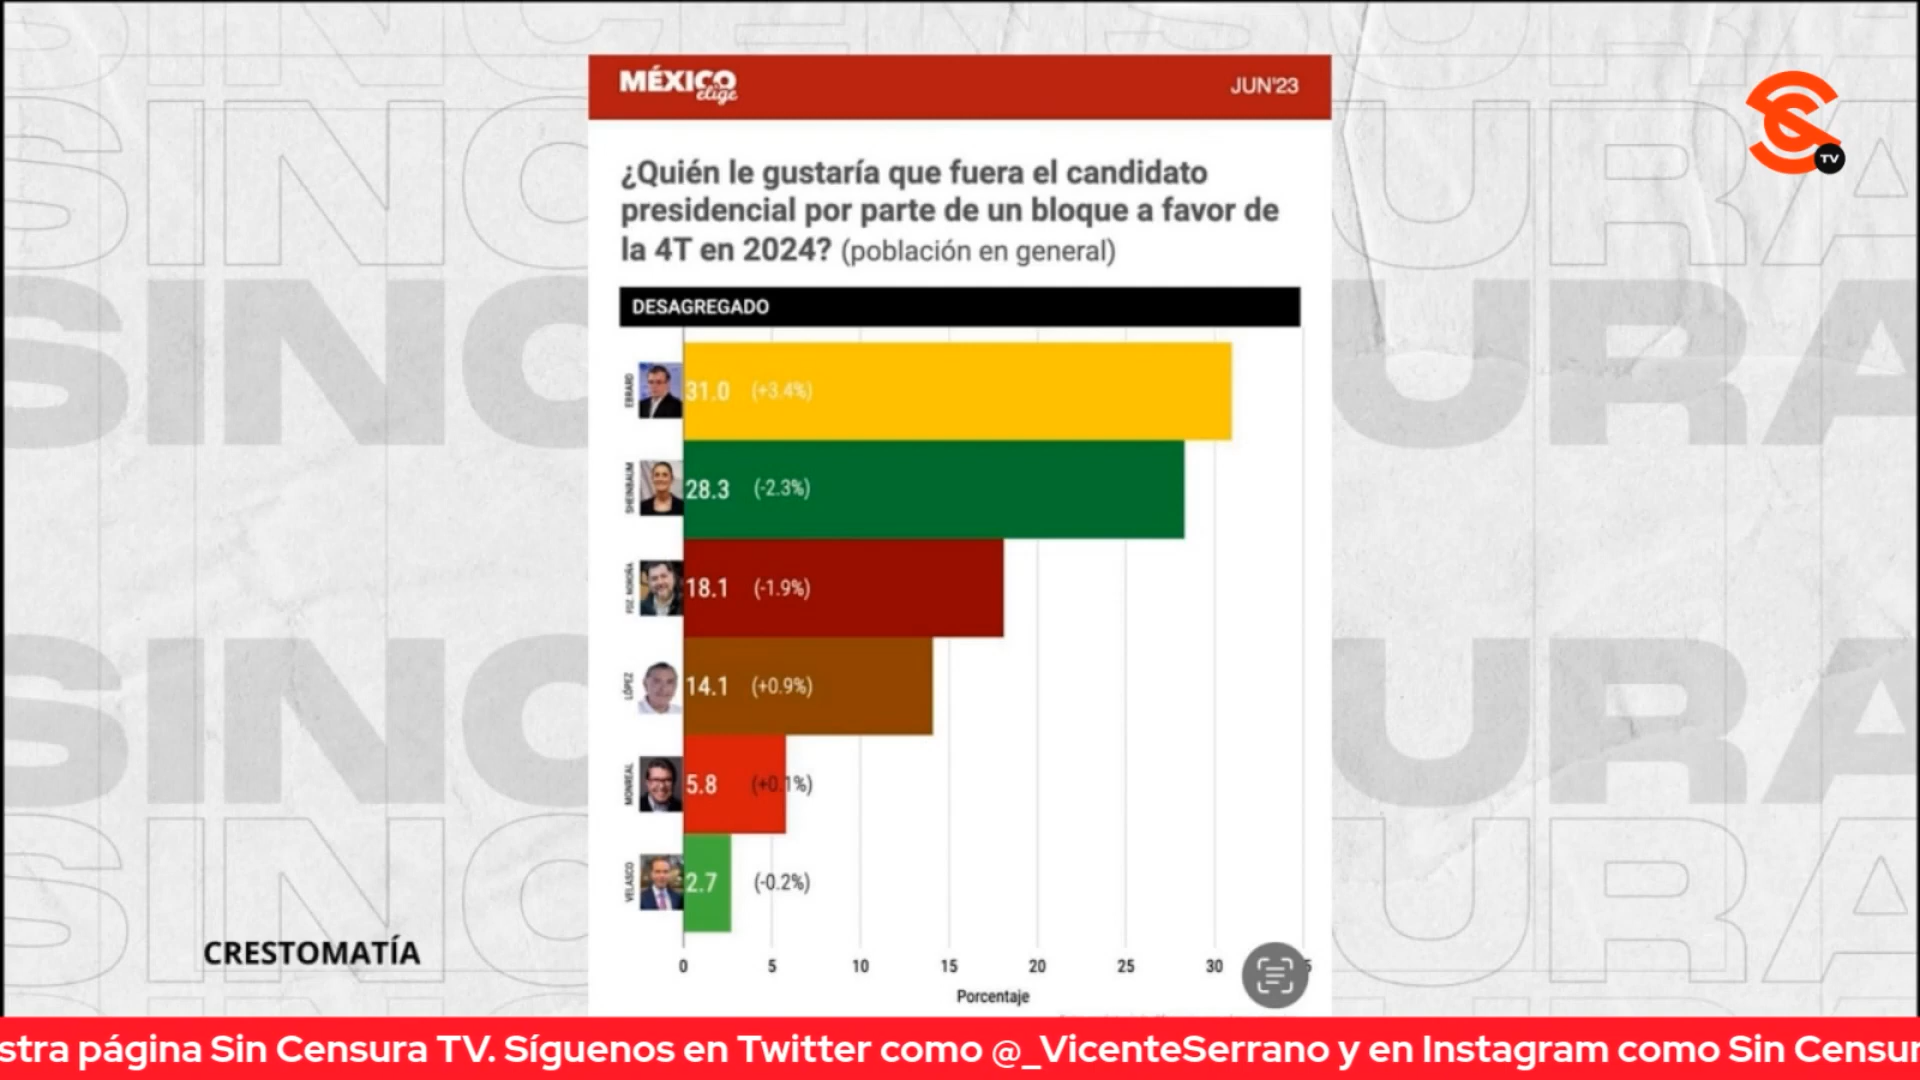 MÉXICO
elige
JUN'23
TV
¿Quién le gustaría que fuera el candidato
presidencial por parte de un bloque a favor de
la 4T en 2024? (población en general)
DESAGREGADO
EBRARD
31.0 (+3.4%)
SHEINBAUM
28.3 (-2.3%)
FDZ. NOROÑA
18.1 (-1.9%)
LÓPEZ
14.1 (+0.9%)
MONREAL
5.8 (+0.1%)
VELASCO
2.7 (-0.2%)
0 5 10 15 20 25 30 5
Porcentaje
CRESTOMATÍA
stra página Sin Censura TV. Síguenos en Twitter como @_VicenteSerrano y en Instagram como Sin Censur